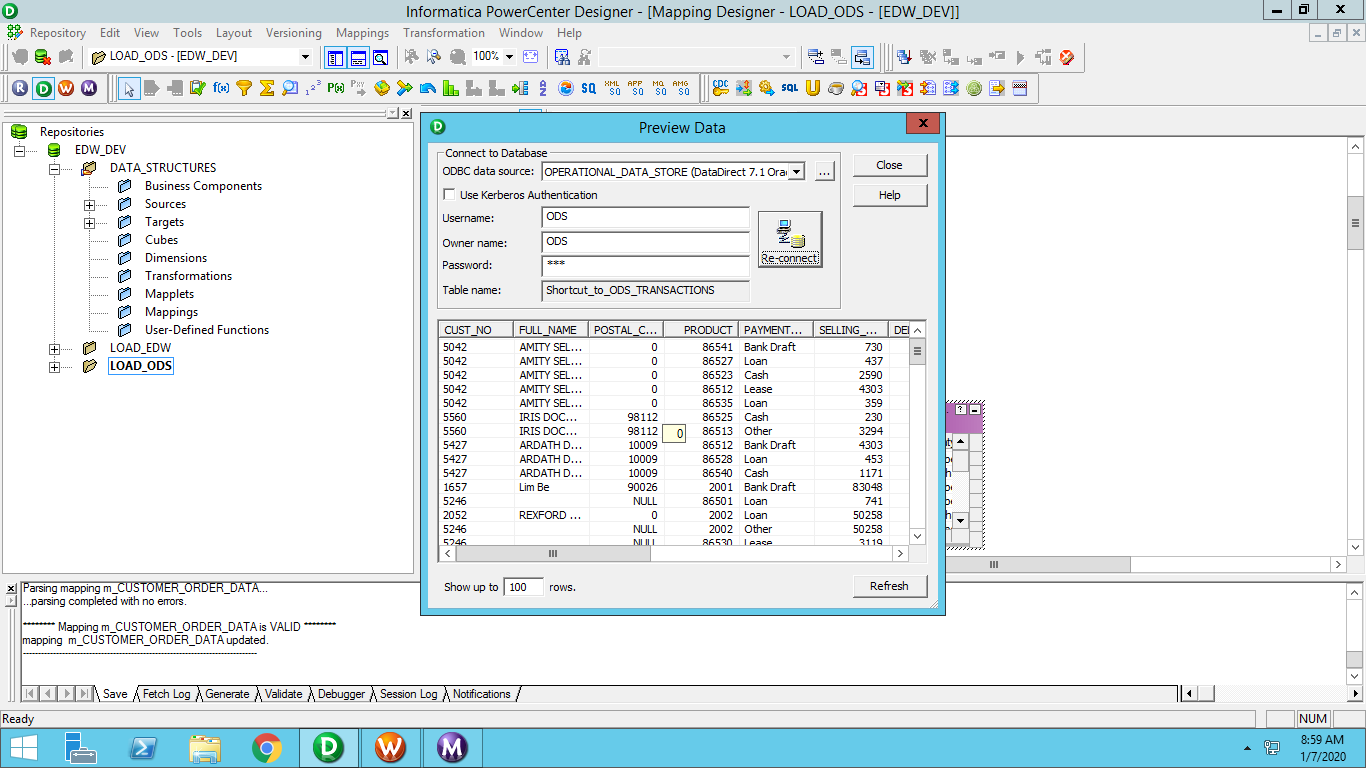 Informatica PowerCenter Designer - [Mapping Designer - LOAD_ODS - [EDW_DEV]]
Repository Edit View Tools Layout Versioning Mappings Transformation Window Help
LOAD_ODS - [EDW_DEV]
100%
Repositories
EDW_DEV
DATA_STRUCTURES
Business Components
Sources
Targets
Cubes
Dimensions
Transformations
Mapplets
Mappings
User-Defined Functions
LOAD_EDW
LOAD_ODS
Preview Data
Connect to Database
ODBC data source: OPERATIONAL_DATA_STORE (DataDirect 7.1 Ora
...
Close
Use Kerberos Authentication
Help
Username: ODS
Owner name: ODS
Password: ***
Re-connect
Table name: Shortcut_to_ODS_TRANSACTIONS
CUST_NO FULL_NAME POSTAL_C... PRODUCT PAYMENT... SELLING_... DEI
5042 AMITY SEL... 0 86541 Bank Draft 730
5042 AMITY SEL... 0 86527 Loan 437
5042 AMITY SEL... 0 86523 Cash 2590
5042 AMITY SEL... 0 86512 Lease 4303
5042 AMITY SEL... 0 86535 Loan 359
5560 IRIS DOC... 98112 86525 Cash 230
5560 IRIS DOC... 98112 0 86513 Other 3294
5427 ARDATH D... 10009 86512 Bank Draft 4303
5427 ARDATH D... 10009 86528 Loan 453
5427 ARDATH D... 10009 86540 Cash 1171
1657 Lim Be 90026 2001 Bank Draft 83048
5246 NULL 86501 Loan 741
2052 REXFORD ... 0 2002 Loan 50258
5246 NULL 2002 Other 50258
5246 NULL 86530 Lease 3119
Show up to 100 rows.
Refresh
Parsing mapping m_CUSTOMER_ORDER_DATA...
...parsing completed with no errors.
******** Mapping m_CUSTOMER_ORDER_DATA is VALID ********
mapping m_CUSTOMER_ORDER_DATA updated.
Save Fetch Log Generate Validate Debugger Session Log Notifications
Ready
NUM
8:59 AM
1/7/2020